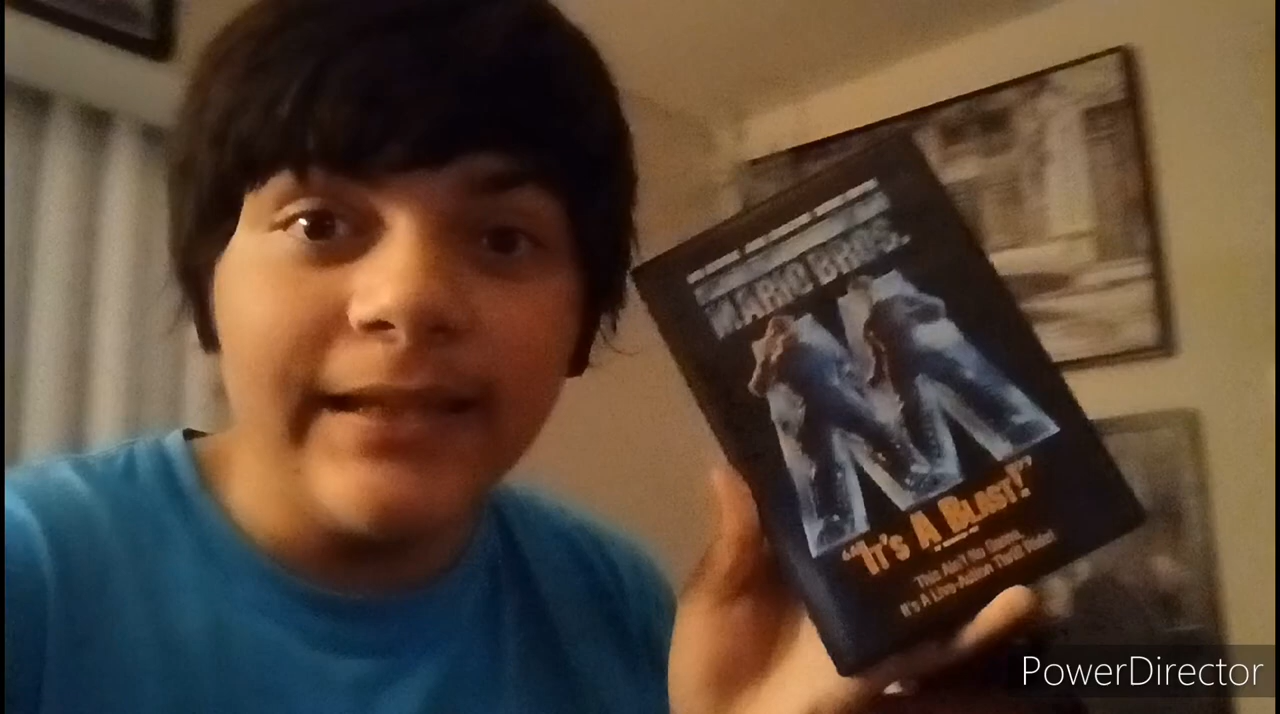 MARIO BROS.
"IT'S A BLAST!"
This Ain't No Game,
It's A Live-Action Thrill Ride!
PowerDirector